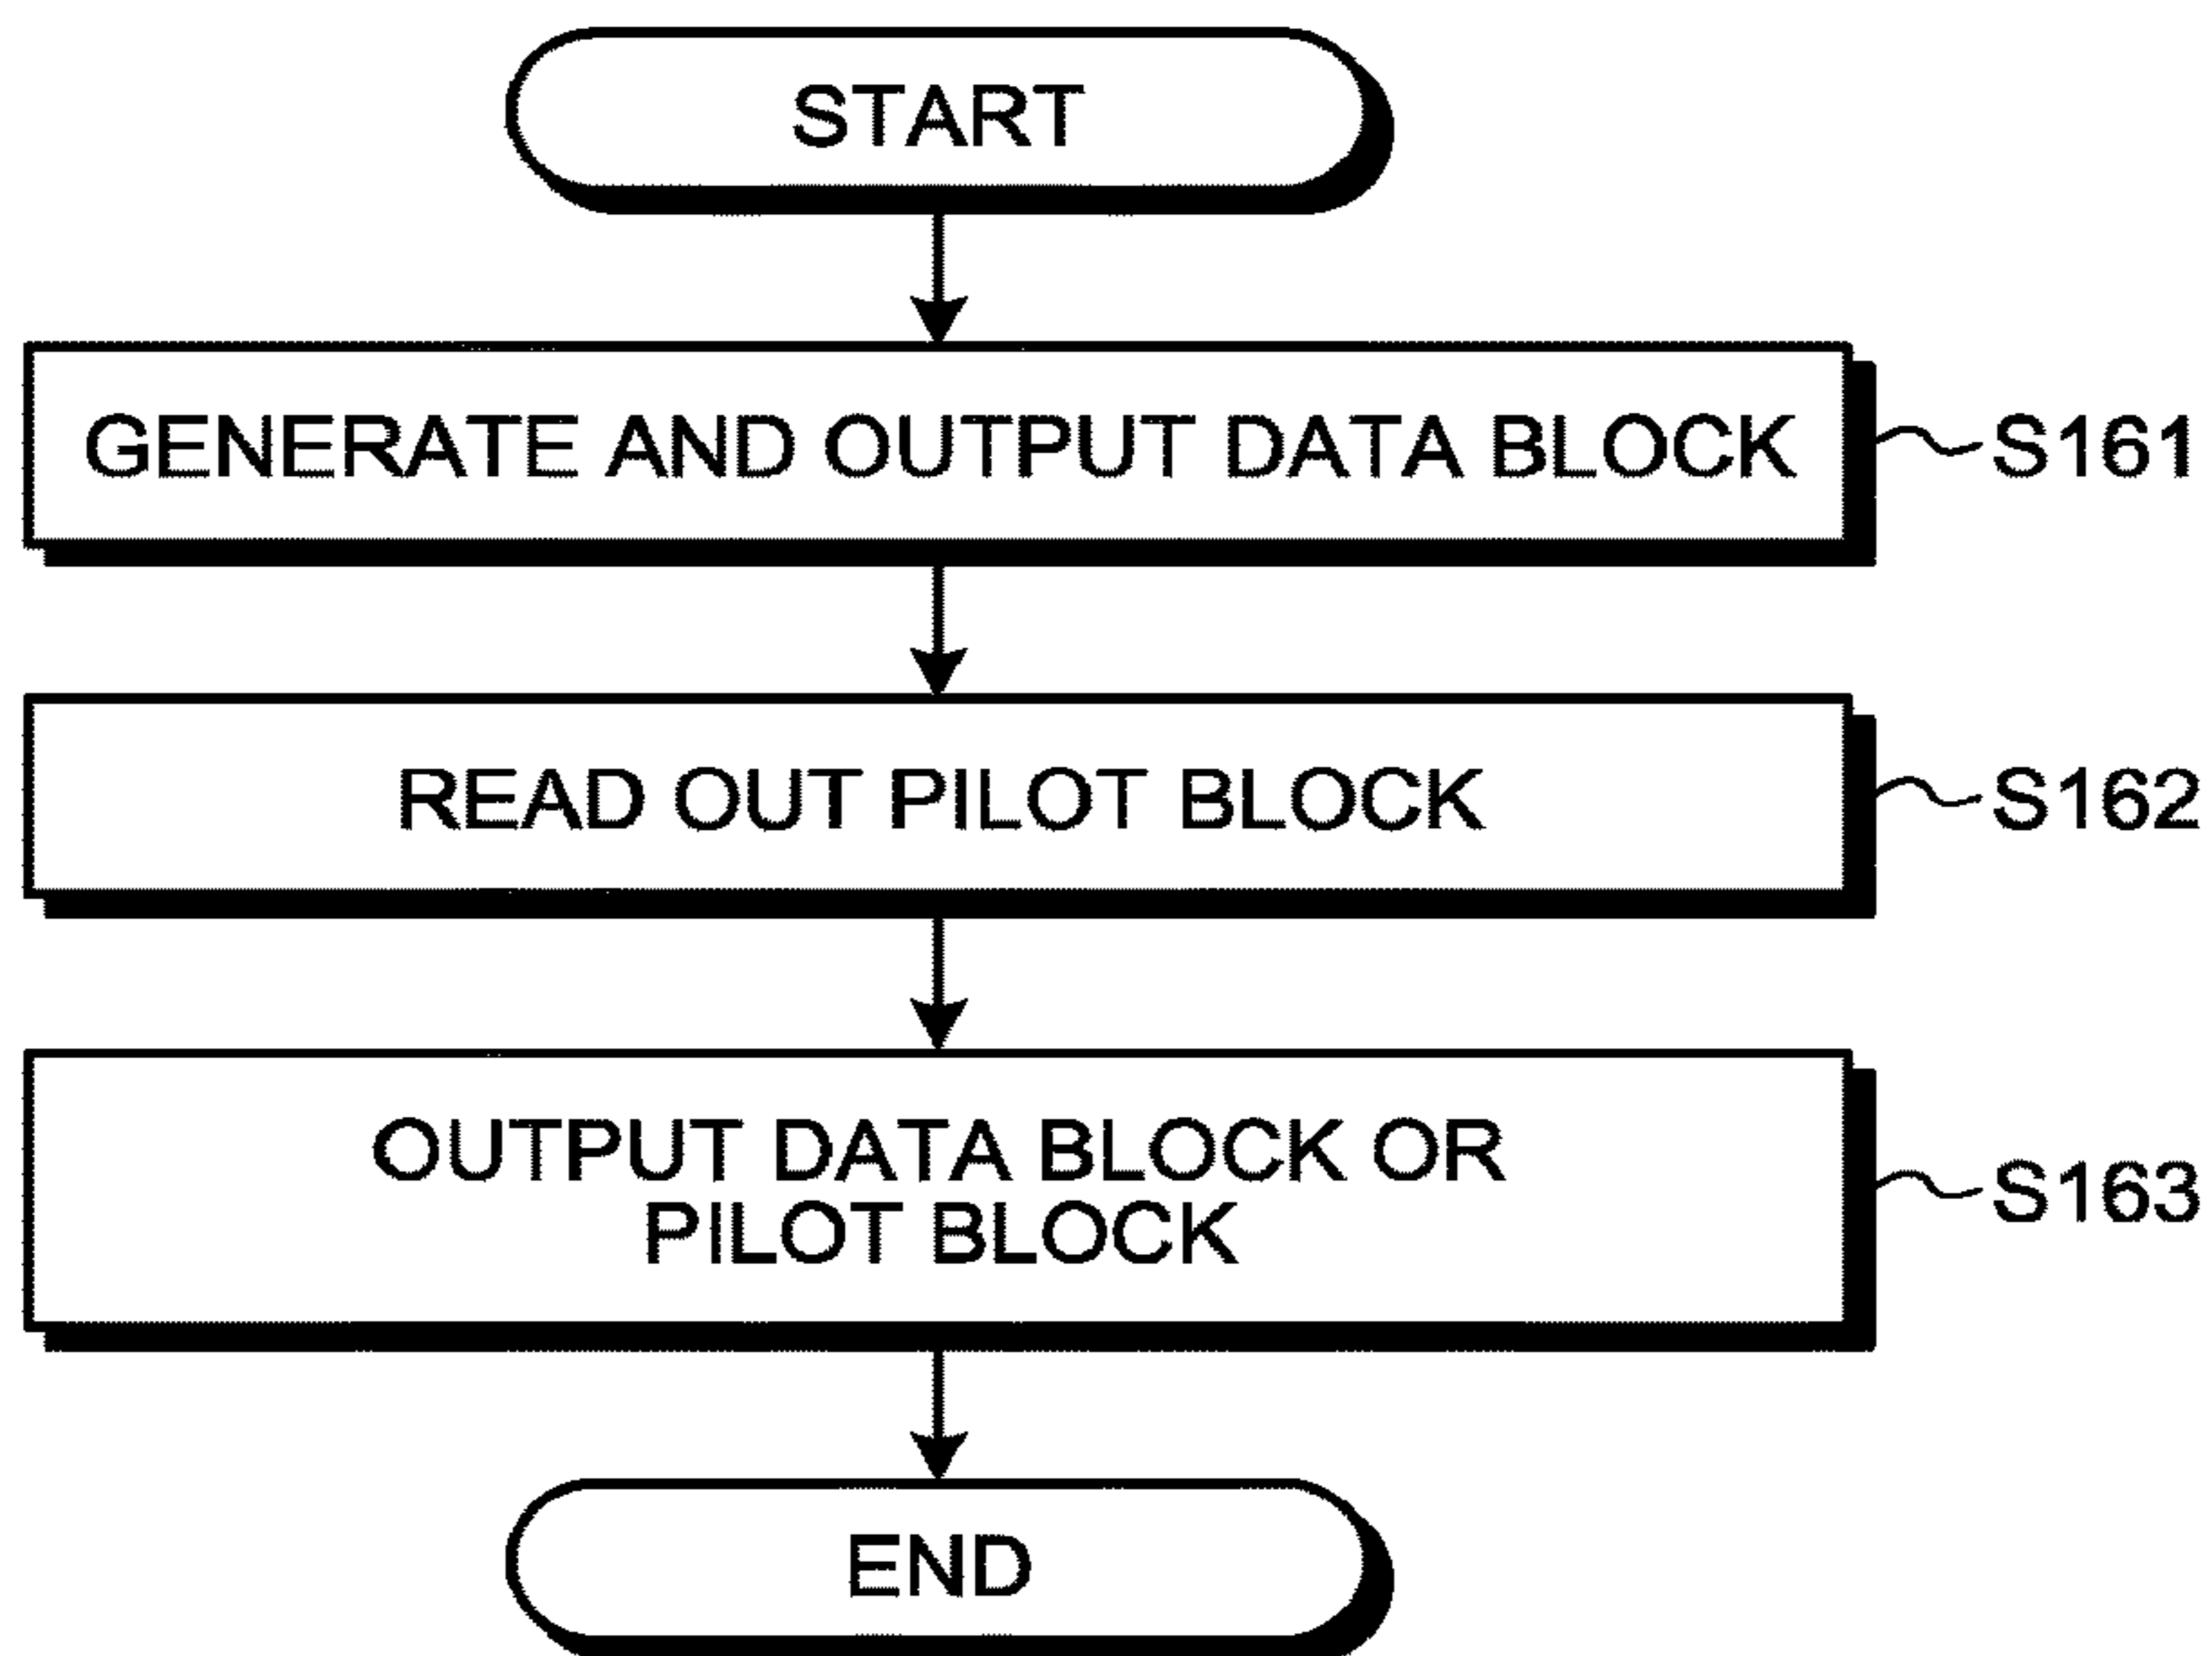 START
GENERATE AND OUTPUT DATA BLOCK
S161
READ OUT PILOT BLOCK
S162
OUTPUT DATA BLOCK OR
PILOT BLOCK
S163
END